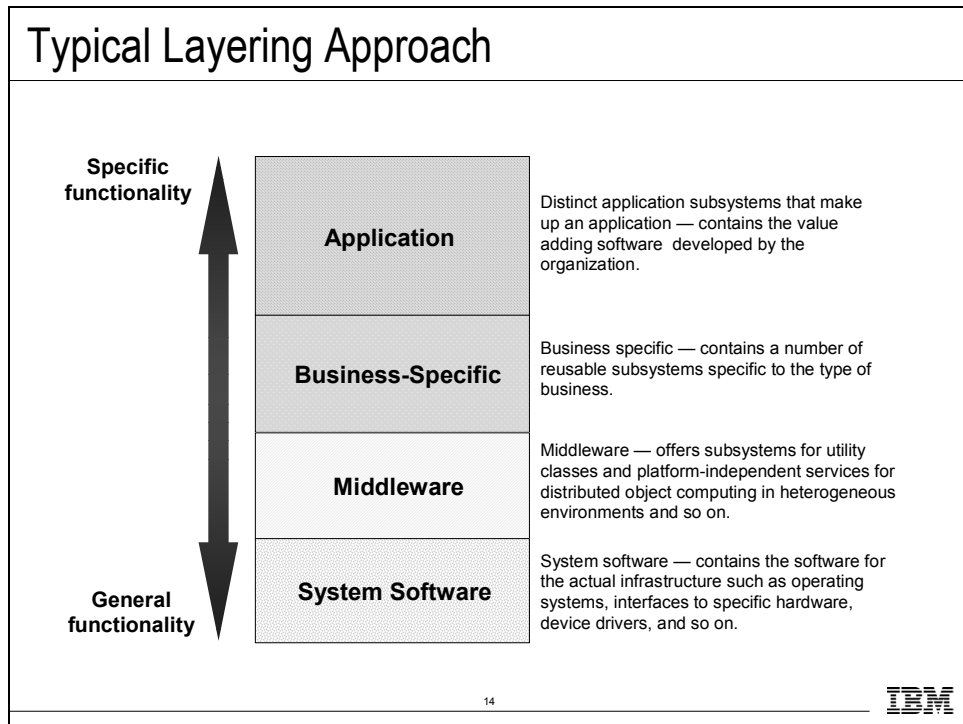 Typical Layering Approach
Specific
functionality
Application
Distinct application subsystems that make
up an application — contains the value
adding software developed by the
organization.
Business-Specific
Business specific — contains a number of
reusable subsystems specific to the type of
business.
Middleware
Middleware — offers subsystems for utility
classes and platform-independent services for
distributed object computing in heterogeneous
environments and so on.
System Software
System software — contains the software for
the actual infrastructure such as operating
systems, interfaces to specific hardware,
device drivers, and so on.
General
functionality
14
IBM